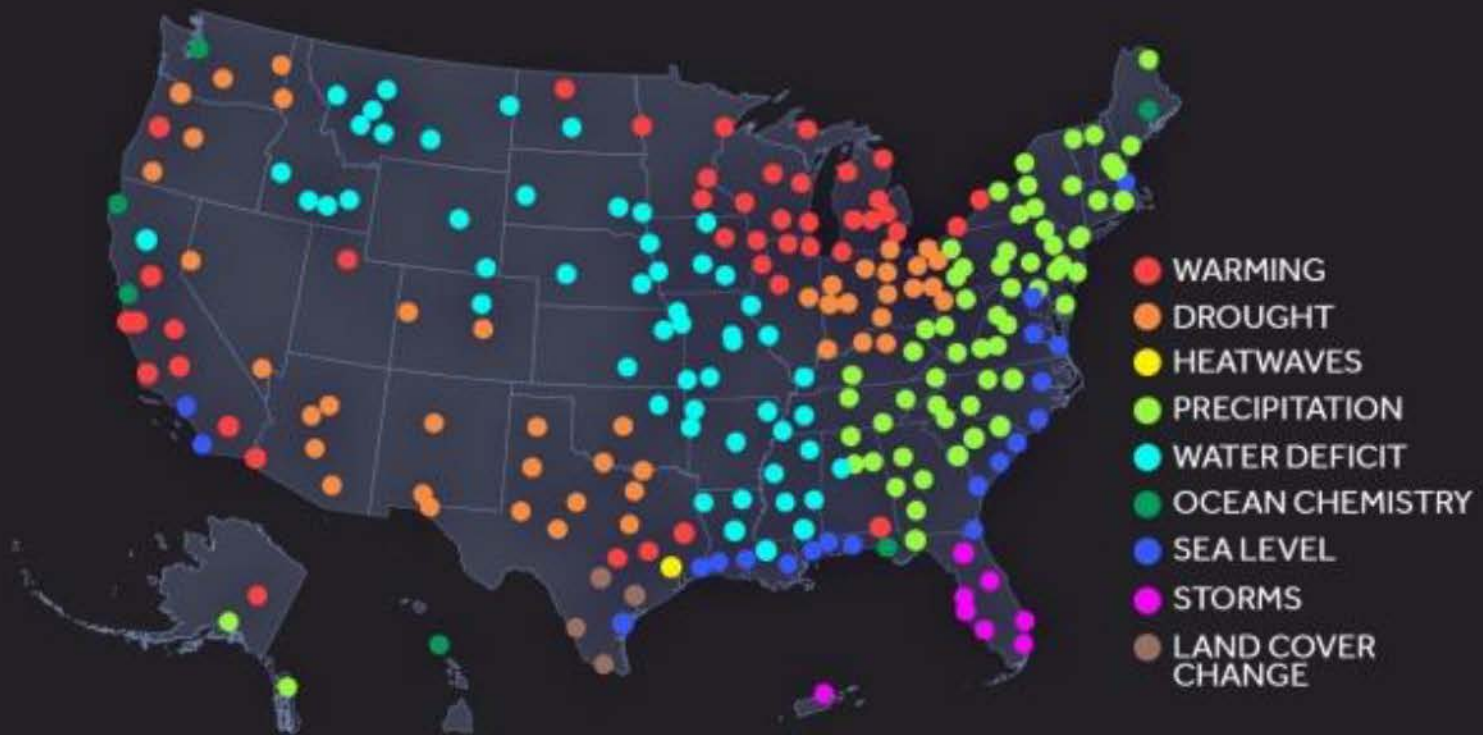 WARMING
DROUGHT
HEATWAVES
PRECIPITATION
WATER DEFICIT
OCEAN CHEMISTRY
SEA LEVEL
STORMS
LAND COVER
CHANGE